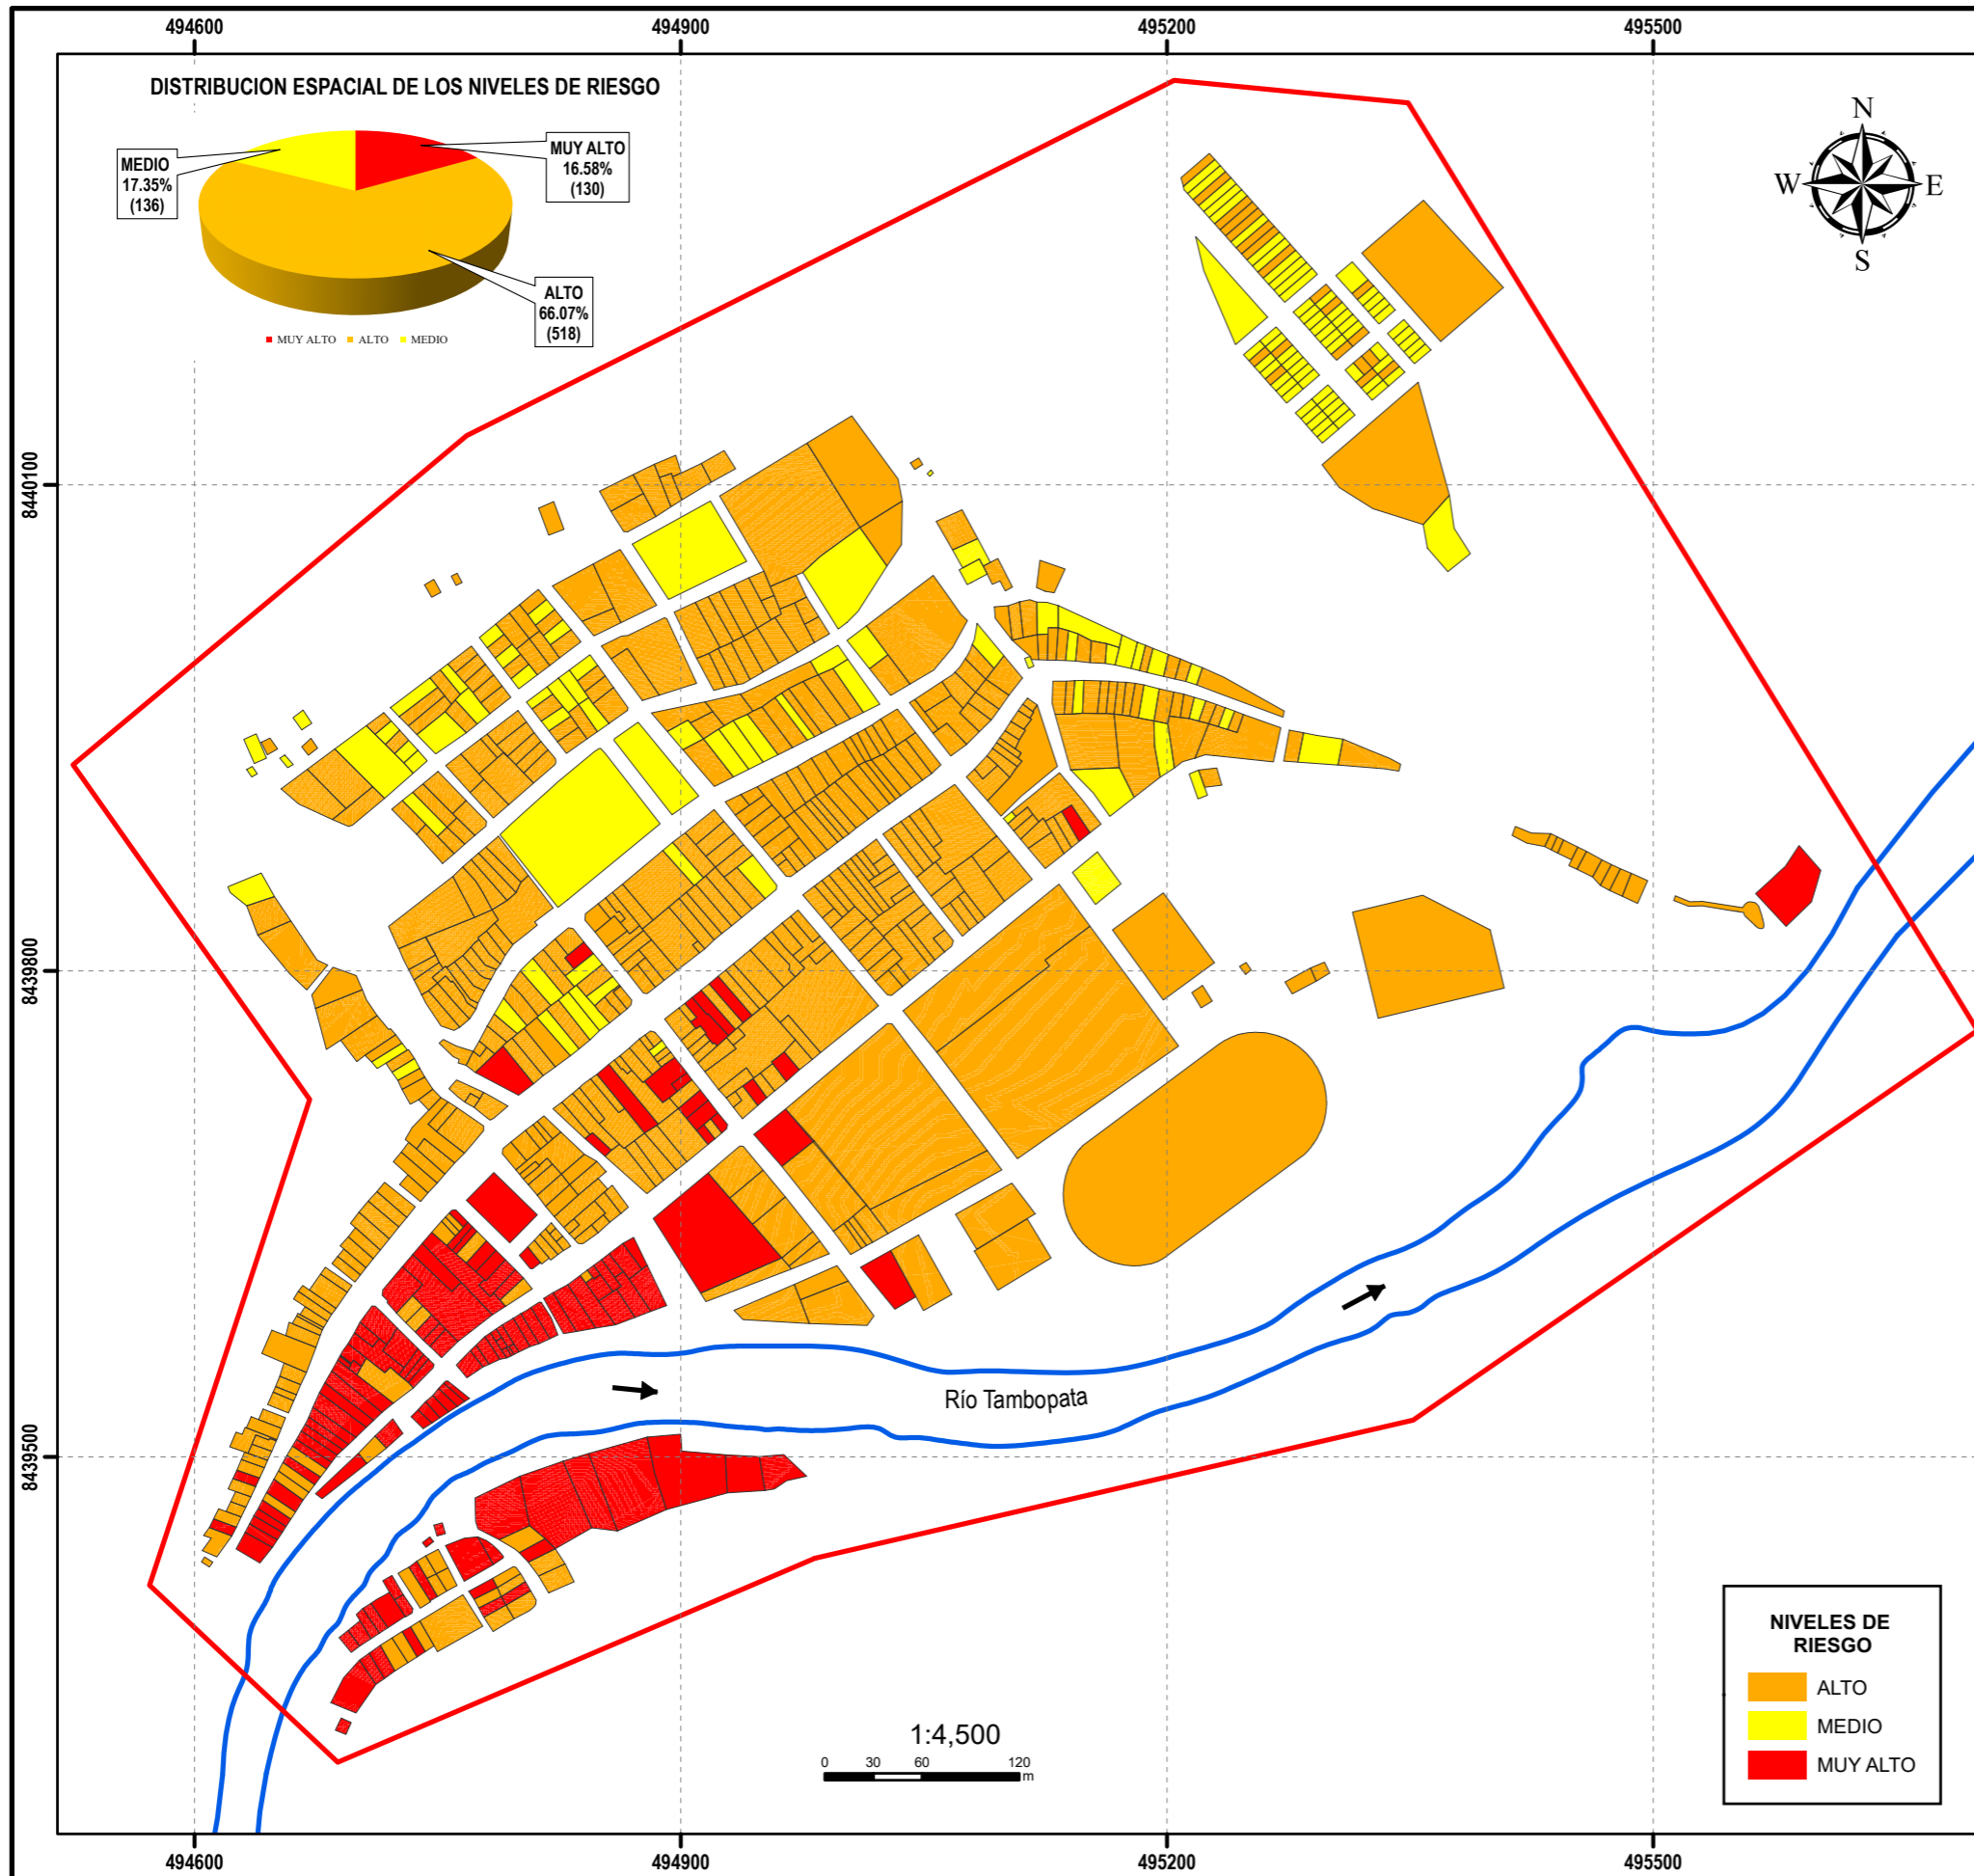 494600
494900
495200
495500
DISTRIBUCION ESPACIAL DE LOS NIVELES DE RIESGO
MEDIO
17.35%
(136)
MUY ALTO
16.58%
(130)
ALTO
66.07%
(518)
MUY ALTO
ALTO
MEDIO
N
W
E
S
8440100
8439800
8439500
Río Tambopata
1:4,500
0 30 60 120
m
NIVELES DE
RIESGO
ALTO
MEDIO
MUY ALTO
494600
494900
495200
495500